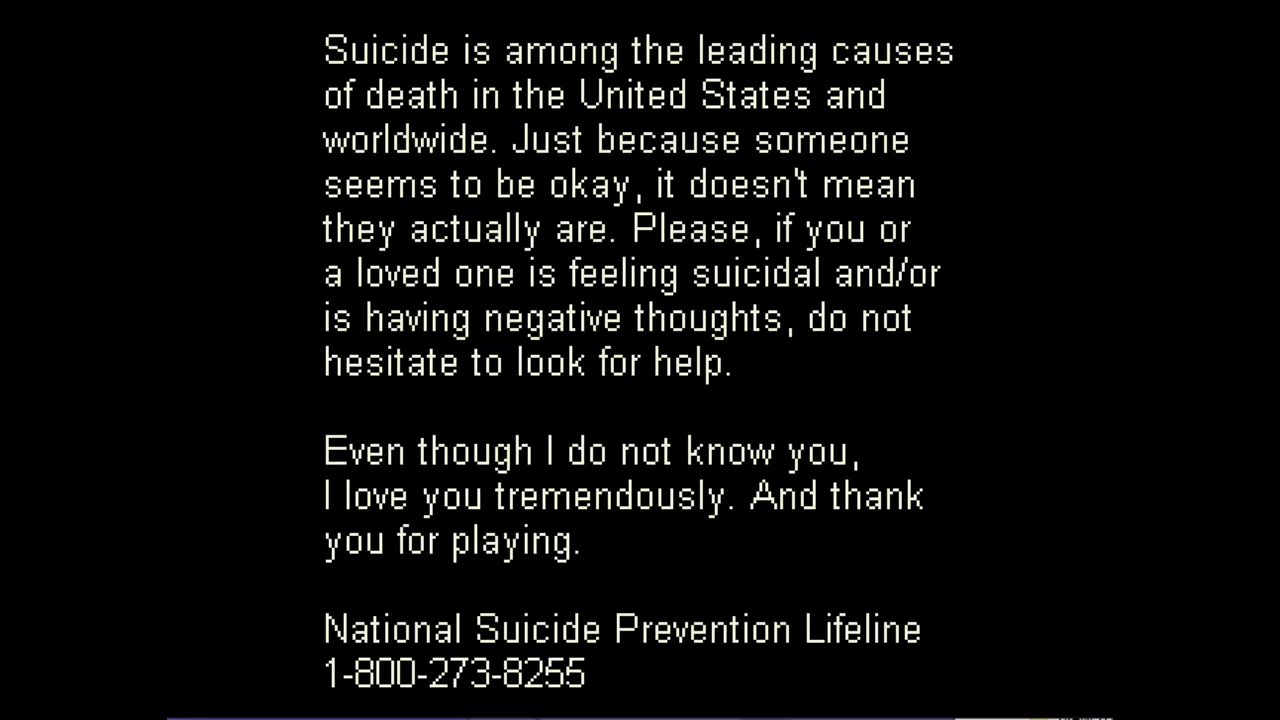 Suicide is among the leading causes
of death in the United States and
worldwide. Just because someone
seems to be okay, it doesn't mean
they actually are. Please, if you or
a loved one is feeling suicidal and/or
is having negative thoughts, do not
hesitate to look for help.
Even though I do not know you,
I love you tremendously. And thank
you for playing.
National Suicide Prevention Lifeline
1-800-273-8255